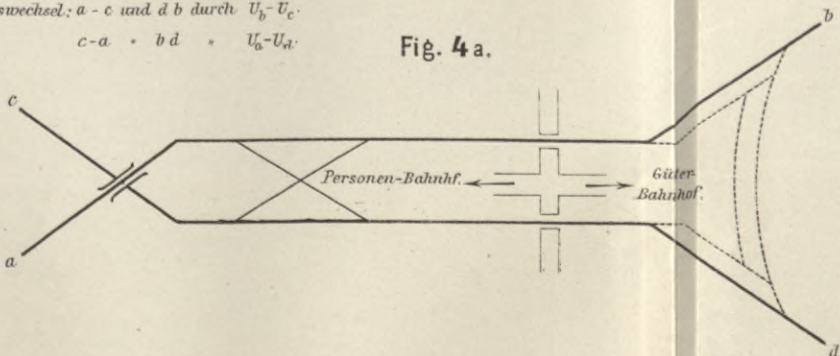 swechsel: a - c und d b durch U_b - U_c.
c - a " b d " U_a - U_d.
Fig. 4a.
b
c
Personen-Bahnhf.
Güter-
Bahnhof.
a
d